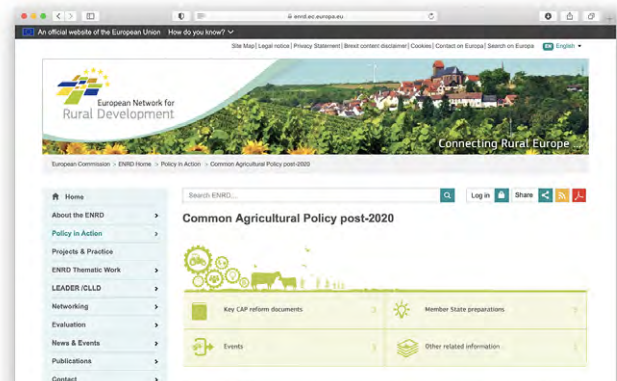 enrd.ec.europa.eu
An official website of the European Union How do you know?
Site Map | Legal notice | Privacy Statement | Brexit content disclaimer | Cookies | Contact on Europa | Search on Europa EN English
European Network for
Rural Development
Connecting Rural Europe ...
European Commission > ENRD Home > Policy in Action > Common Agricultural Policy post-2020
Home
About the ENRD
Policy in Action
Projects & Practice
ENRD Thematic Work
LEADER /CLLD
Networking
Evaluation
News & Events
Publications
Contact
Search ENRD...
Log in
Share
Common Agricultural Policy post-2020
Key CAP reform documents
Member State preparations
Events
Other related information